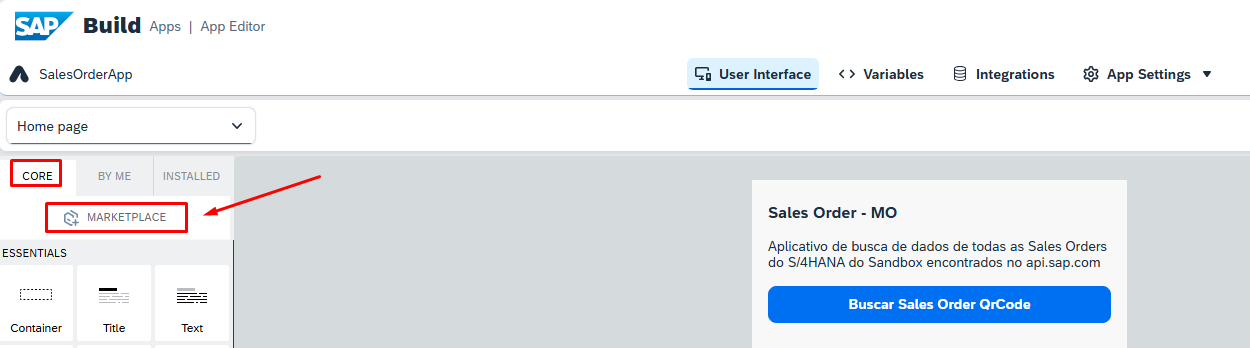 SAP Build Apps | App Editor
SalesOrderApp
User Interface
<> Variables
Integrations
App Settings
Home page
CORE
BY ME
INSTALLED
MARKETPLACE
ESSENTIALS
Container
Title
Text
Sales Order - MO
Aplicativo de busca de dados de todas as Sales Orders
do S/4HANA do Sandbox encontrados no api.sap.com
Buscar Sales Order QrCode